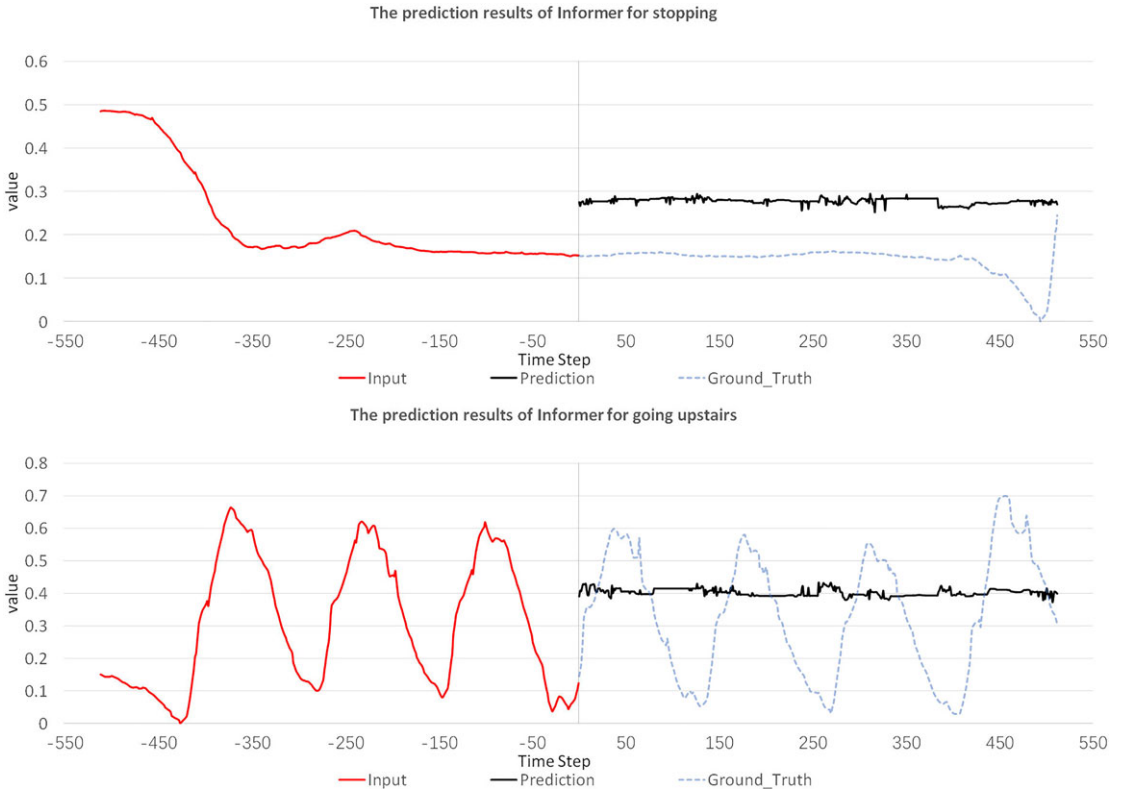 The prediction results of Informer for stopping
0.6
0.5
0.4
0.3
0.2
0.1
0
value
-550 -450 -350 -250 -150 -50 50 150 250 350 450 550
Time Step
Input Prediction Ground_Truth
The prediction results of Informer for going upstairs
0.8
0.7
0.6
0.5
0.4
0.3
0.2
0.1
0
value
-550 -450 -350 -250 -150 -50 50 150 250 350 450 550
Time Step
Input Prediction Ground_Truth